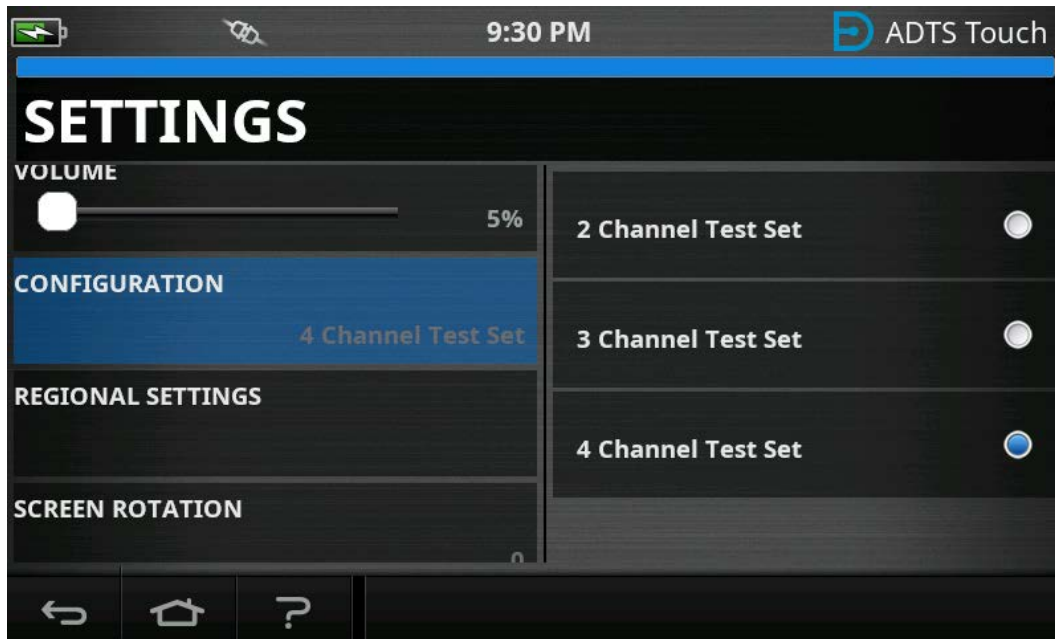 9:30 PM
ADTS Touch
SETTINGS
VOLUME
5%
CONFIGURATION
4 Channel Test Set
REGIONAL SETTINGS
SCREEN ROTATION
0
2 Channel Test Set
3 Channel Test Set
4 Channel Test Set
?